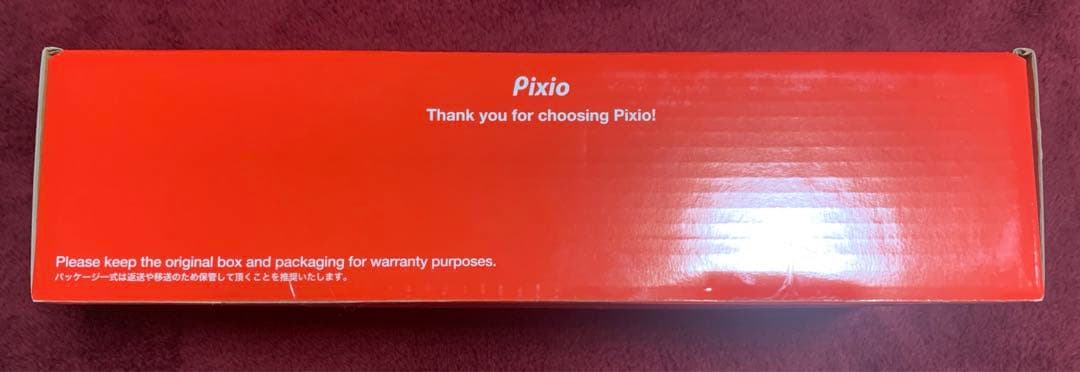 Pixio
Thank you for choosing Pixio!
Please keep the original box and packaging for warranty purposes.
パッケージ一式は返送や移送のため保管して頂くことを推奨いたします。